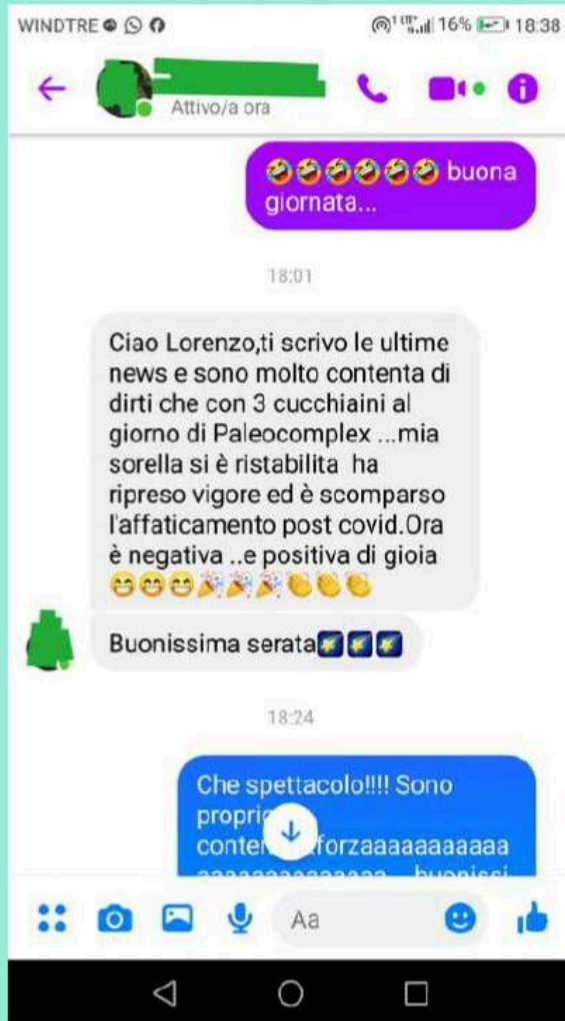 WINDTRE
16% 18:38
Attivo/a ora
🤣🤣🤣🤣🤣🤣 buona
giornata...
18:01
Ciao Lorenzo,ti scrivo le ultime
news e sono molto contenta di
dirti che con 3 cucchiaini al
giorno di Paleocomplex ...mia
sorella si è ristabilita ha
ripreso vigore ed è scomparso
l'affaticamento post covid.Ora
è negativa ..e positiva di gioia
😁😁😁🎉🎉🎉👏👏👏
Buonissima serata🌠🌠🌠
18:24
Che spettacolo!!!! Sono
forzaaaaaaaaaaa
Aa